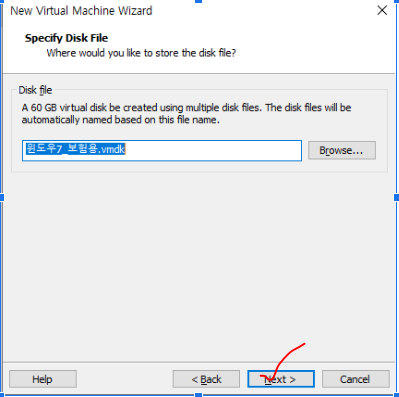 New Virtual Machine Wizard
Specify Disk File
Where would you like to store the disk file?
Disk file
A 60 GB virtual disk be created using multiple disk files. The disk files will be
automatically named based on this file name.
윈도우7_보험용.vmdk
Browse...
Help
< Back
Next >
Cancel